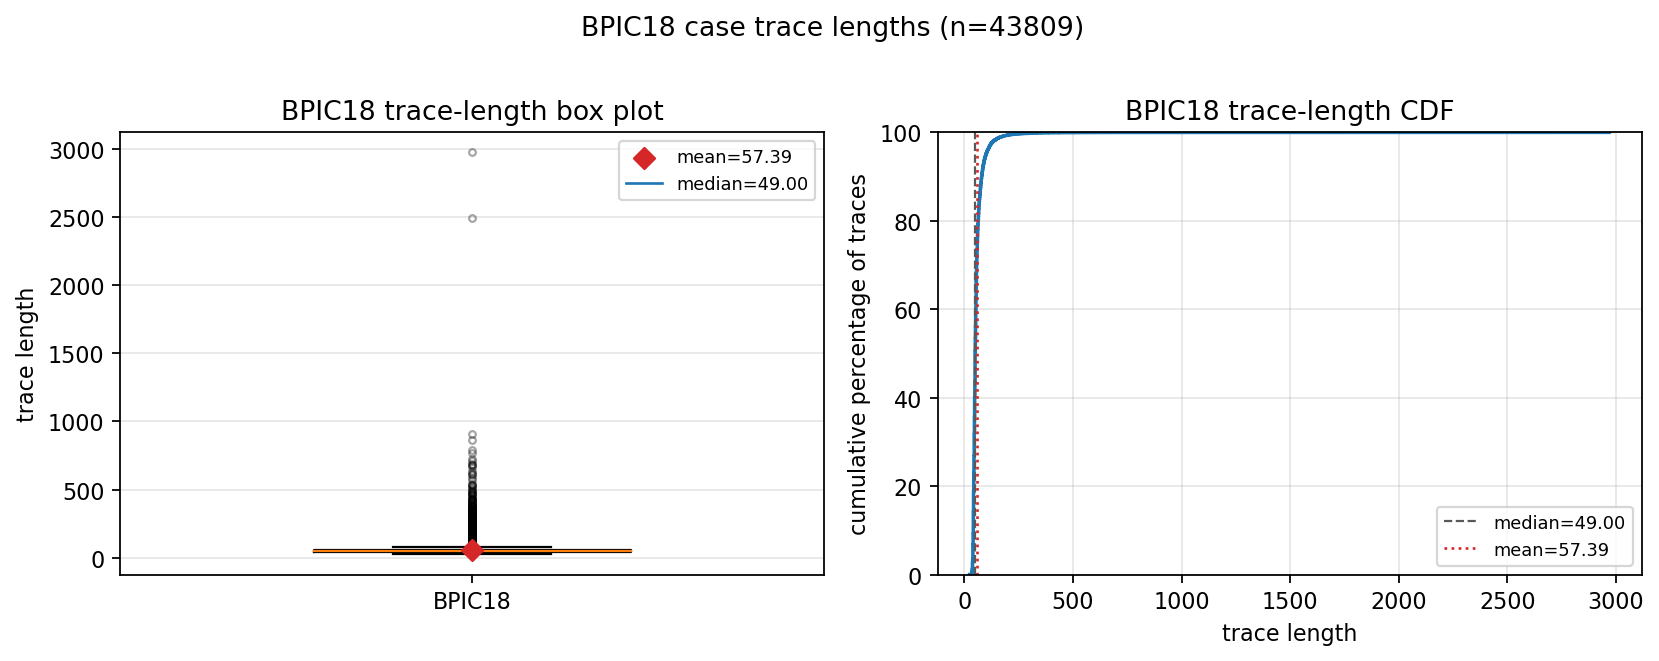 BPIC18 case trace lengths (n=43809)
BPIC18 trace-length box plot
trace length
3000
2500
2000
1500
1000
500
0
BPIC18
mean=57.39
median=49.00
BPIC18 trace-length CDF
cumulative percentage of traces
100
80
60
40
20
0
0 500 1000 1500 2000 2500 3000
trace length
median=49.00
mean=57.39